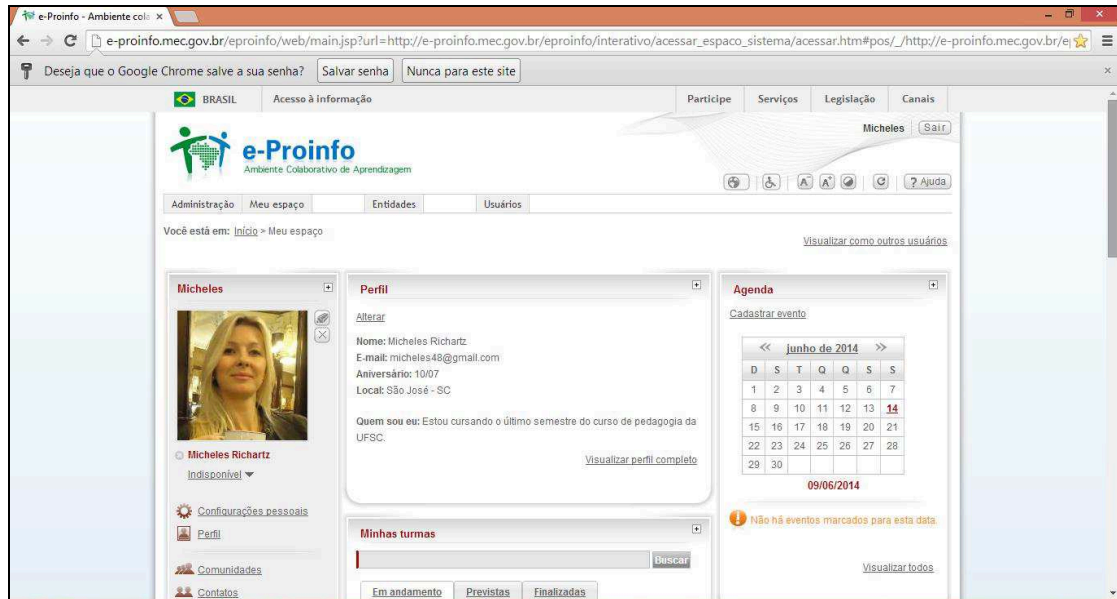 e-Proinfo - Ambiente cola
e-proinfo.mec.gov.br/eproinfo/web/main.jsp?url=http://e-proinfo.mec.gov.br/eproinfo/interativo/acessar_espaco_sistema/acessar.htm#pos/_/http://e-proinfo.mec.gov.br/e
Deseja que o Google Chrome salve a sua senha? Salvar senha Nunca para este site
BRASIL Acesso à informação Participe Serviços Legislação Canais
Micheles Sair
e-Proinfo
Ambiente Colaborativo de Aprendizagem
A- A+ ? Ajuda
Administração Meu espaço Entidades Usuários
Você está em: Início > Meu espaço
Visualizar como outros usuários
Micheles
Micheles Richartz
Indisponível
Configurações pessoais
Perfil
Comunidades
Contatos
Perfil
Alterar
Nome: Micheles Richartz
E-mail: micheles48@gmail.com
Aniversário: 10/07
Local: São José - SC
Quem sou eu: Estou cursando o último semestre do curso de pedagogia da
UFSC.
Visualizar perfil completo
Minhas turmas
Buscar
Em andamento Previstas Finalizadas
Agenda
Cadastrar evento
<< junho de 2014 >>
D S T Q Q S S
1 2 3 4 5 6 7
8 9 10 11 12 13 14
15 16 17 18 19 20 21
22 23 24 25 26 27 28
29 30
09/06/2014
Não há eventos marcados para esta data.
Visualizar todos